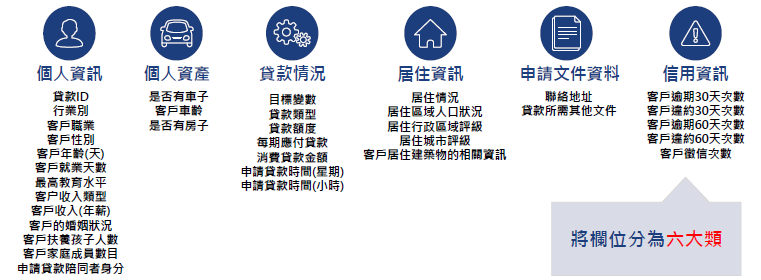 個人資訊
貸款ID
行業別
客戶職業
客戶性別
客戶年齡(天)
客戶就業天數
最高教育水平
客户收入類型
客戶收入(年薪)
客戶的婚姻狀況
客戶扶養孩子人數
客戶家庭成員數目
申請貸款陪同者身分
個人資產
是否有車子
客戶車齡
是否有房子
貸款情況
目標變數
貸款類型
貸款額度
每期應付貸款
消費貸款金額
申請貸款時間(星期)
申請貸款時間(小時)
居住資訊
居住情況
居住區域人口狀況
居住行政區域評級
居住城市評級
客戶居住建築物的相關資訊
申請文件資料
聯絡地址
貸款所需其他文件
信用資訊
客戶逾期30天次數
客戶違約30天次數
客戶逾期60天次數
客戶違約60天次數
客戶徵信次數
將欄位分為六大類